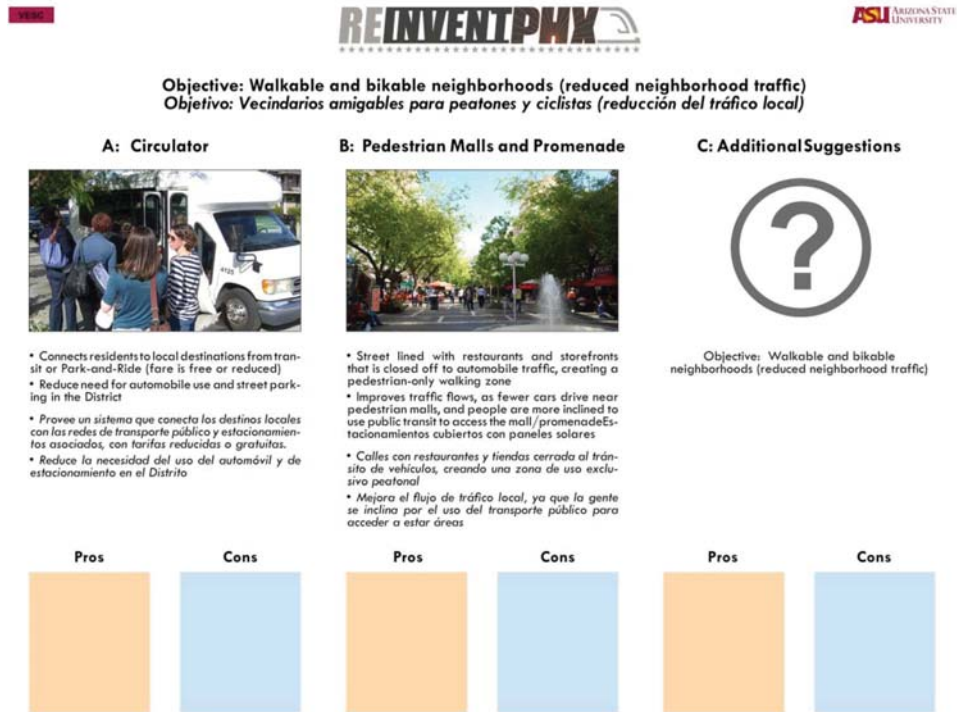 VESC
REINVENTPHX
ASU ARIZONA STATE
UNIVERSITY
Objective: Walkable and bikable neighborhoods (reduced neighborhood traffic)
Objetivo: Vecindarios amigables para peatones y ciclistas (reducción del tráfico local)
A: Circulator
4125
• Connects residents to local destinations from tran-
sit or Park-and-Ride (fare is free or reduced)
• Reduce need for automobile use and street park-
ing in the District
• Provee un sistema que conecta los destinos locales
con las redes de transporte público y estacionamien-
tos asociados, con tarifas reducidas o gratuitas.
• Reduce la necesidad del uso del automóvil y de
estacionamiento en el Distrito
Pros
Cons
B: Pedestrian Malls and Promenade
• Street lined with restaurants and storefronts
that is closed off to automobile traffic, creating a
pedestrian-only walking zone
• Improves traffic flows, as fewer cars drive near
pedestrian malls, and people are more inclined to
use public transit to access the mall/promenadeEs-
tacionamientos cubiertos con paneles solares
• Calles con restaurantes y tiendas cerrada al trán-
sito de vehículos, creando una zona de uso exclu-
sivo peatonal
• Mejora el flujo de tráfico local, ya que la gente
se inclina por el uso del transporte público para
acceder a estar áreas
Pros
Cons
C: Additional Suggestions
?
Objective: Walkable and bikable
neighborhoods (reduced neighborhood traffic)
Pros
Cons